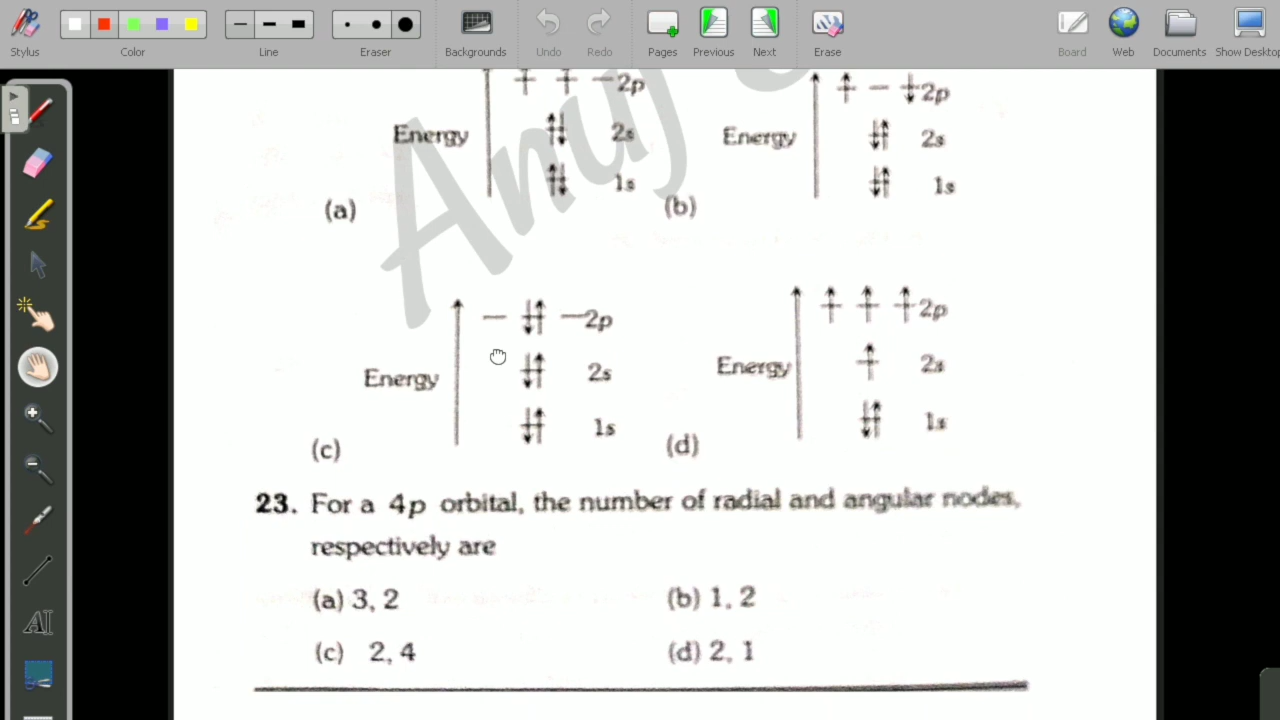 Stylus Color Line Eraser Backgrounds Undo Redo Pages Previous Next Erase Board Web Documents Show Desktop
2p 2p
Energy 2s Energy 2s
1s 1s
(a) (b)
Anuj
2p 2p
Energy 2s Energy 2s
1s 1s
(c) (d)
23. For a 4p orbital, the number of radial and angular nodes,
respectively are
(a) 3, 2 (b) 1, 2
(c) 2, 4 (d) 2, 1
AI